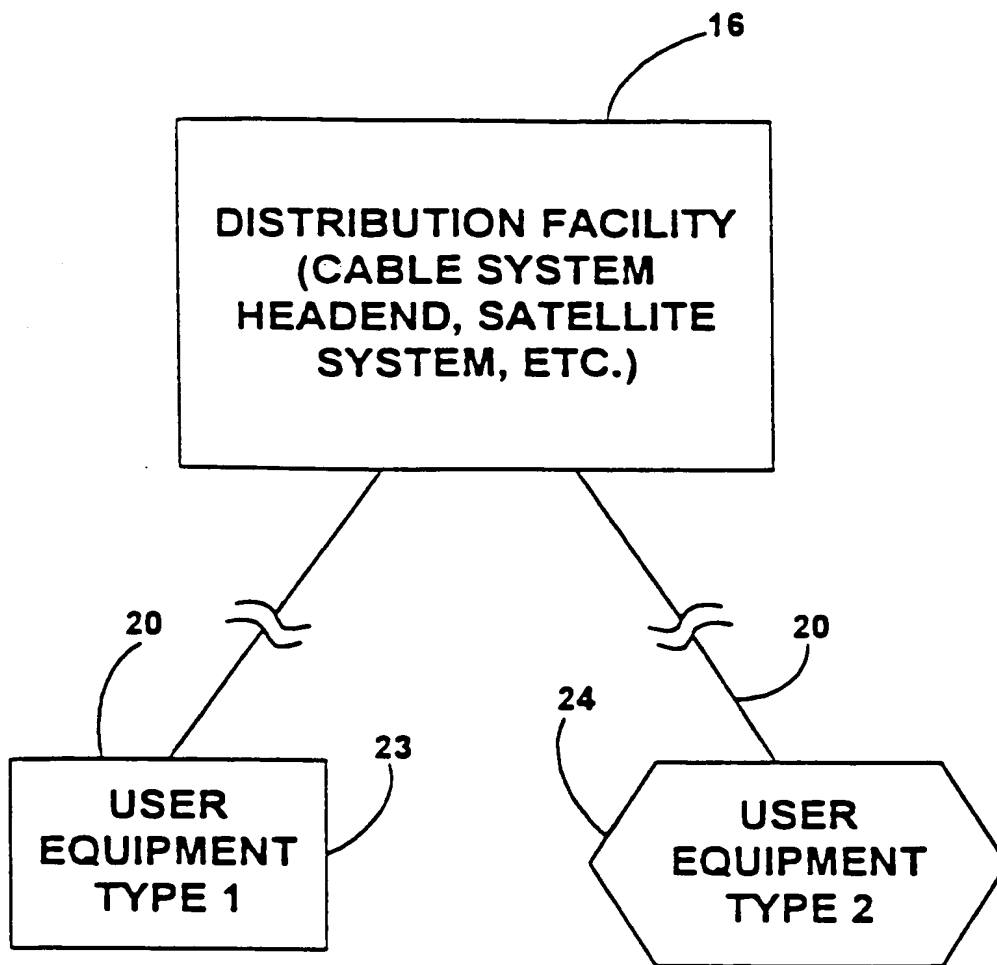 16
DISTRIBUTION FACILITY
(CABLE SYSTEM
HEADEND, SATELLITE
SYSTEM, ETC.)
20
20
24
23
USER
EQUIPMENT
TYPE 1
USER
EQUIPMENT
TYPE 2